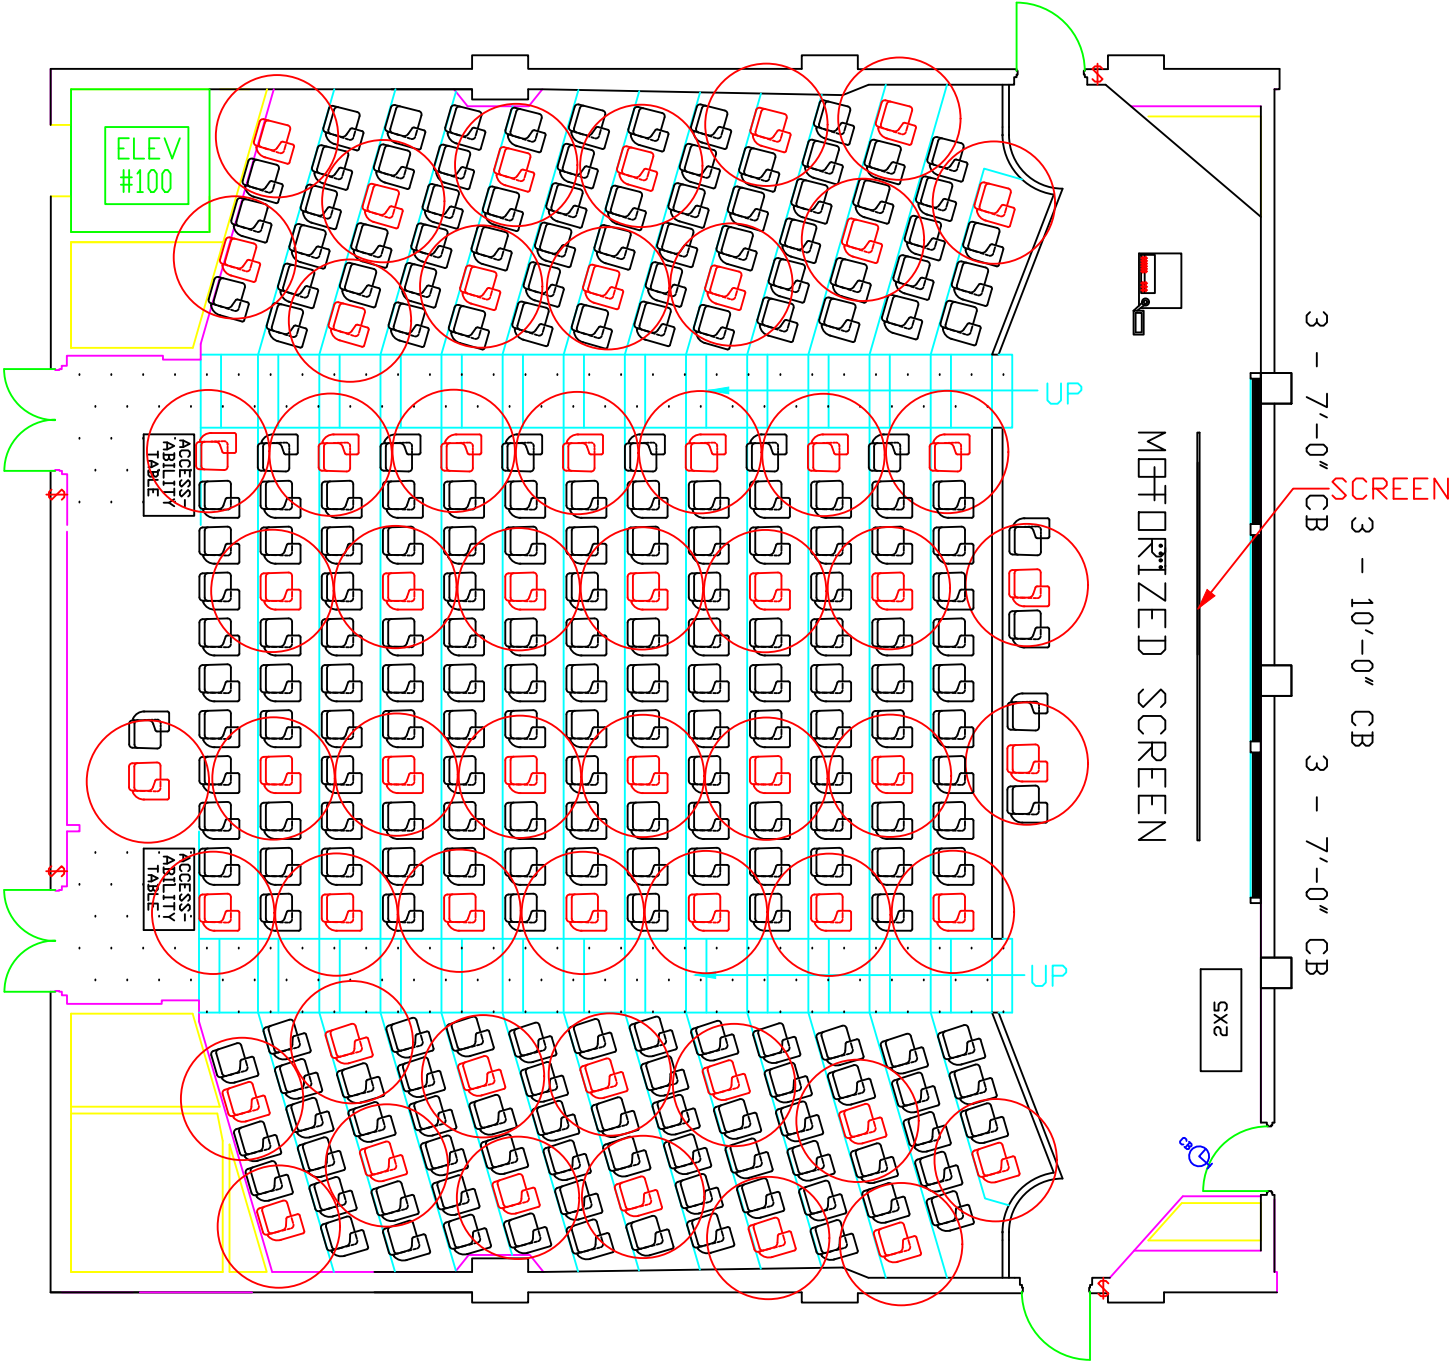 ELEV
#100
UP
ACCESS-
ABILITY
TABLE
MOTORIZED SCREEN
SCREEN
3 - 7'-0" CB
3 - 10'-0" CB
3 - 7'-0" CB
ACCESS-
ABILITY
TABLE
UP
2X5
CB
$
$
$
$